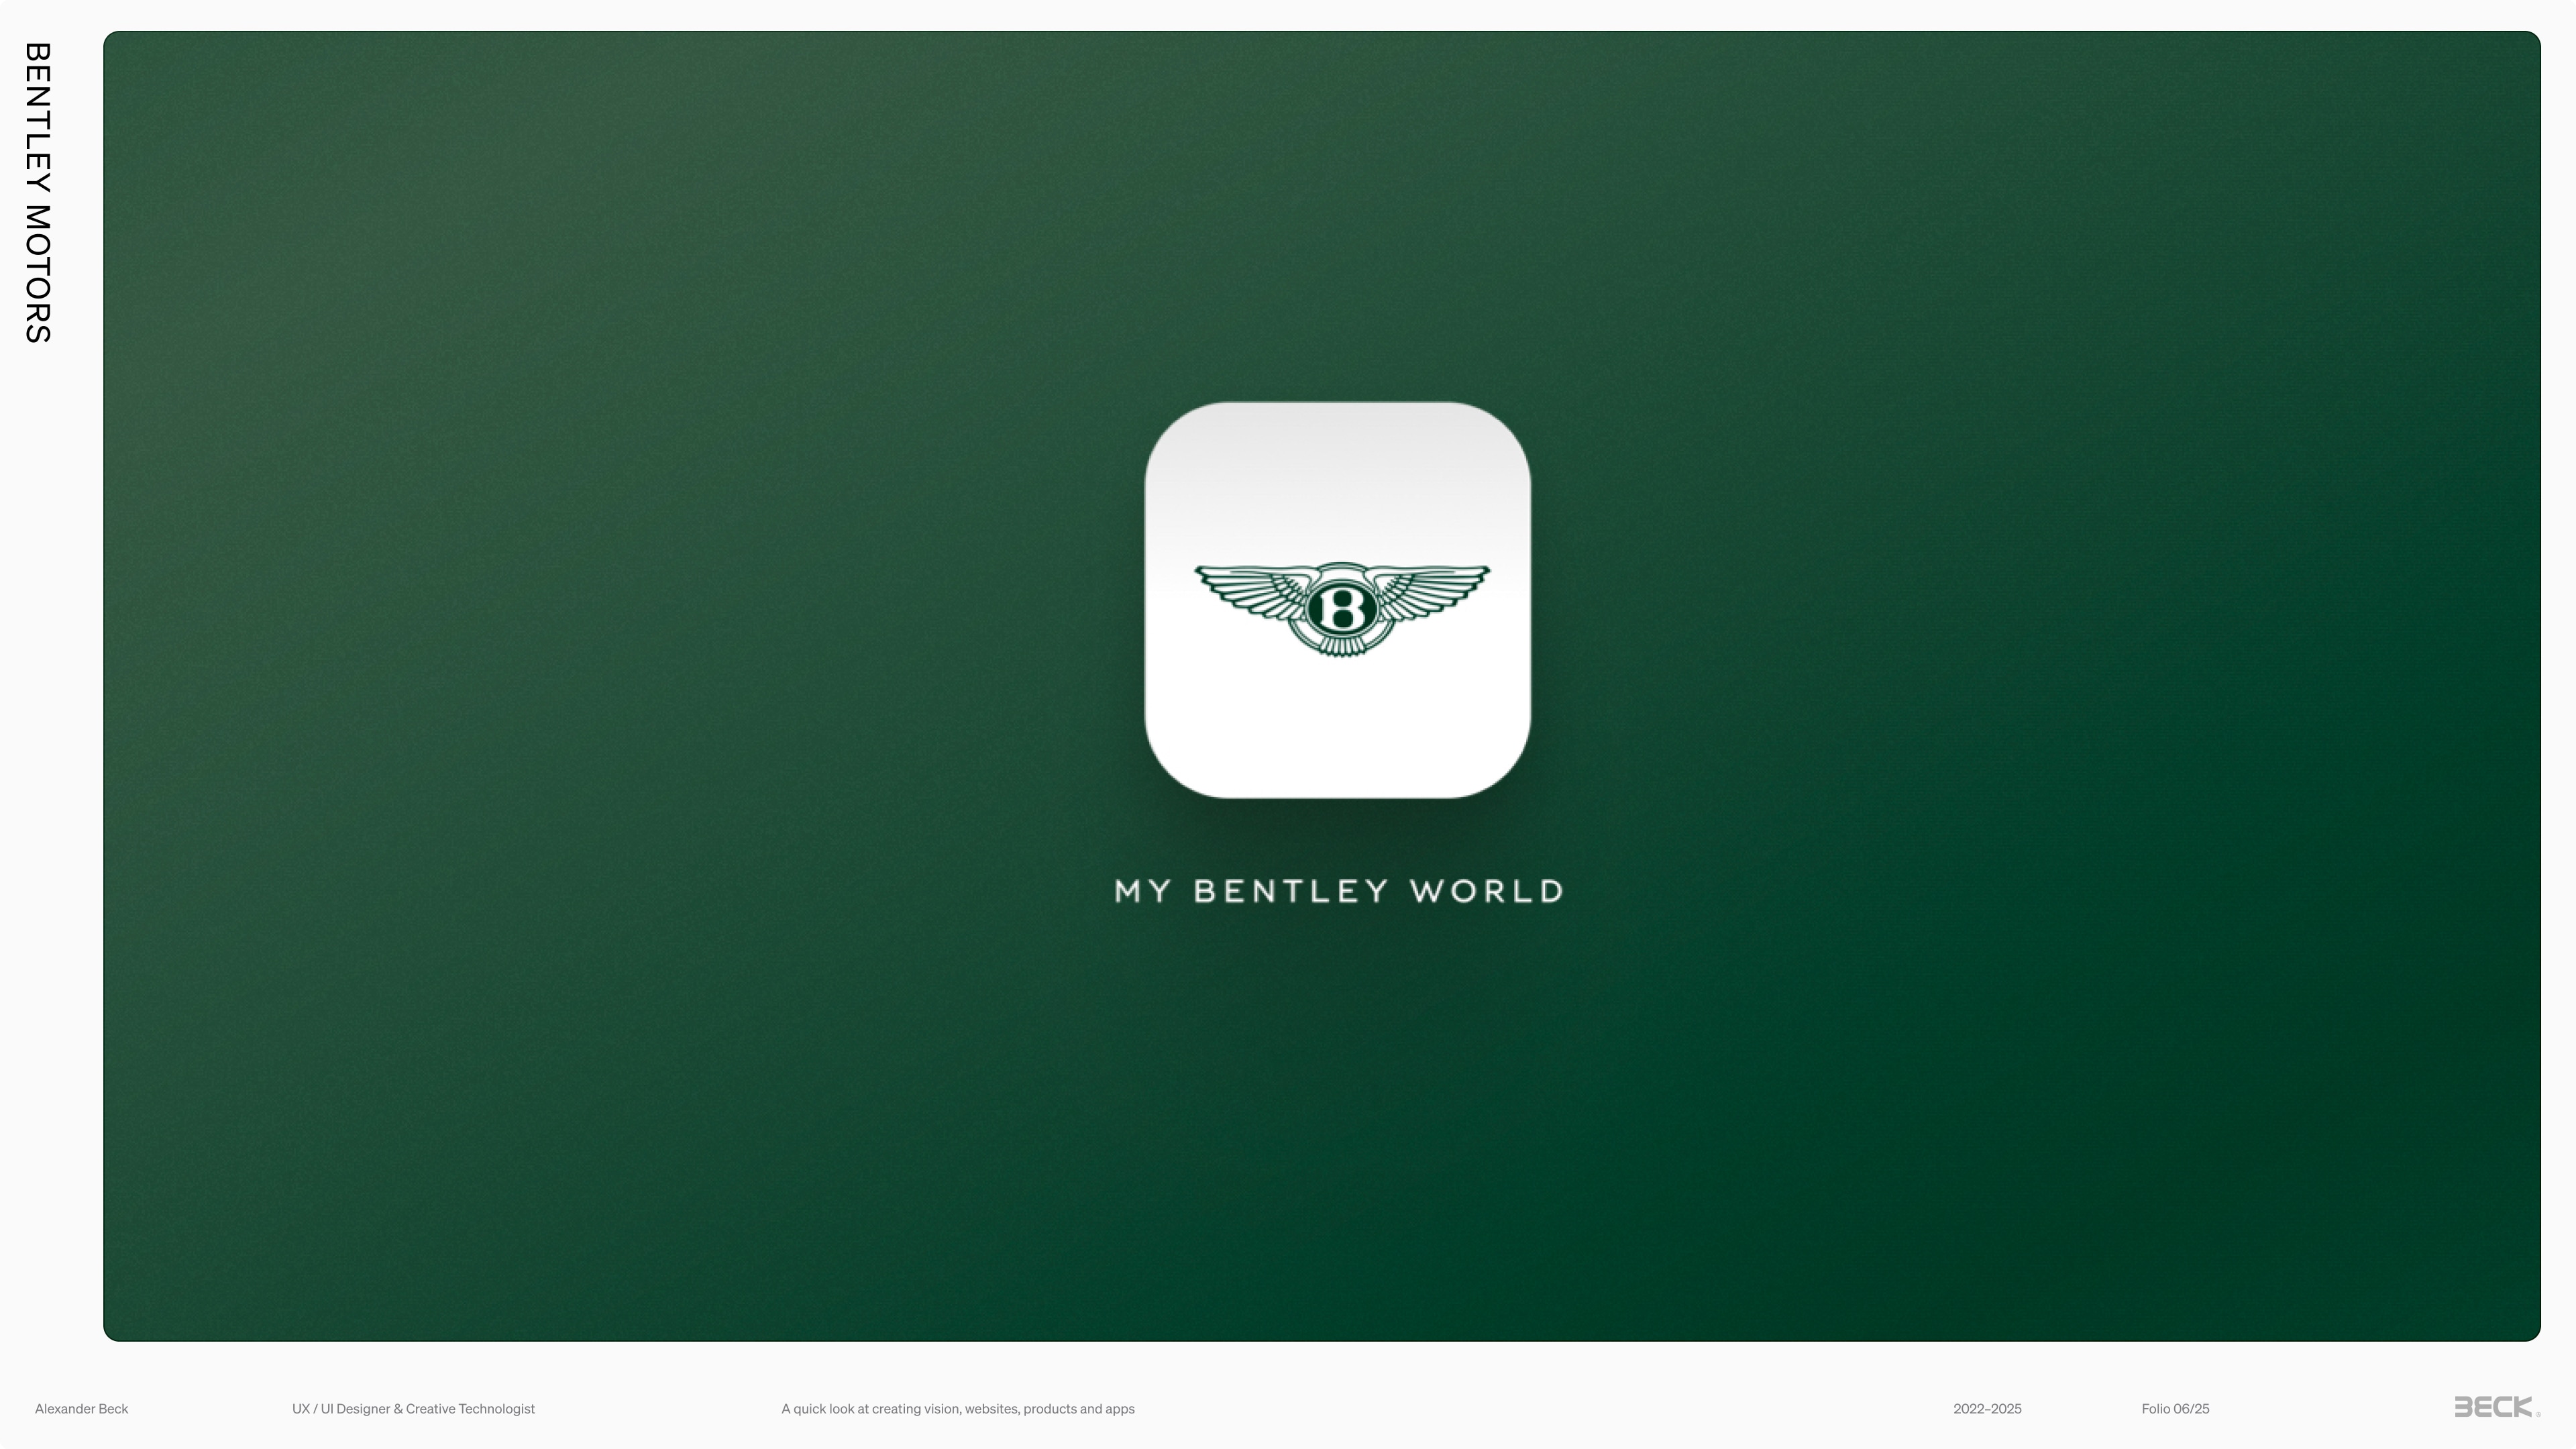 BENTLEY MOTORS
B
MY BENTLEY WORLD
Alexander Beck
UX / UI Designer & Creative Technologist
A quick look at creating vision, websites, products and apps
2022–2025
Folio 06/25
BECK